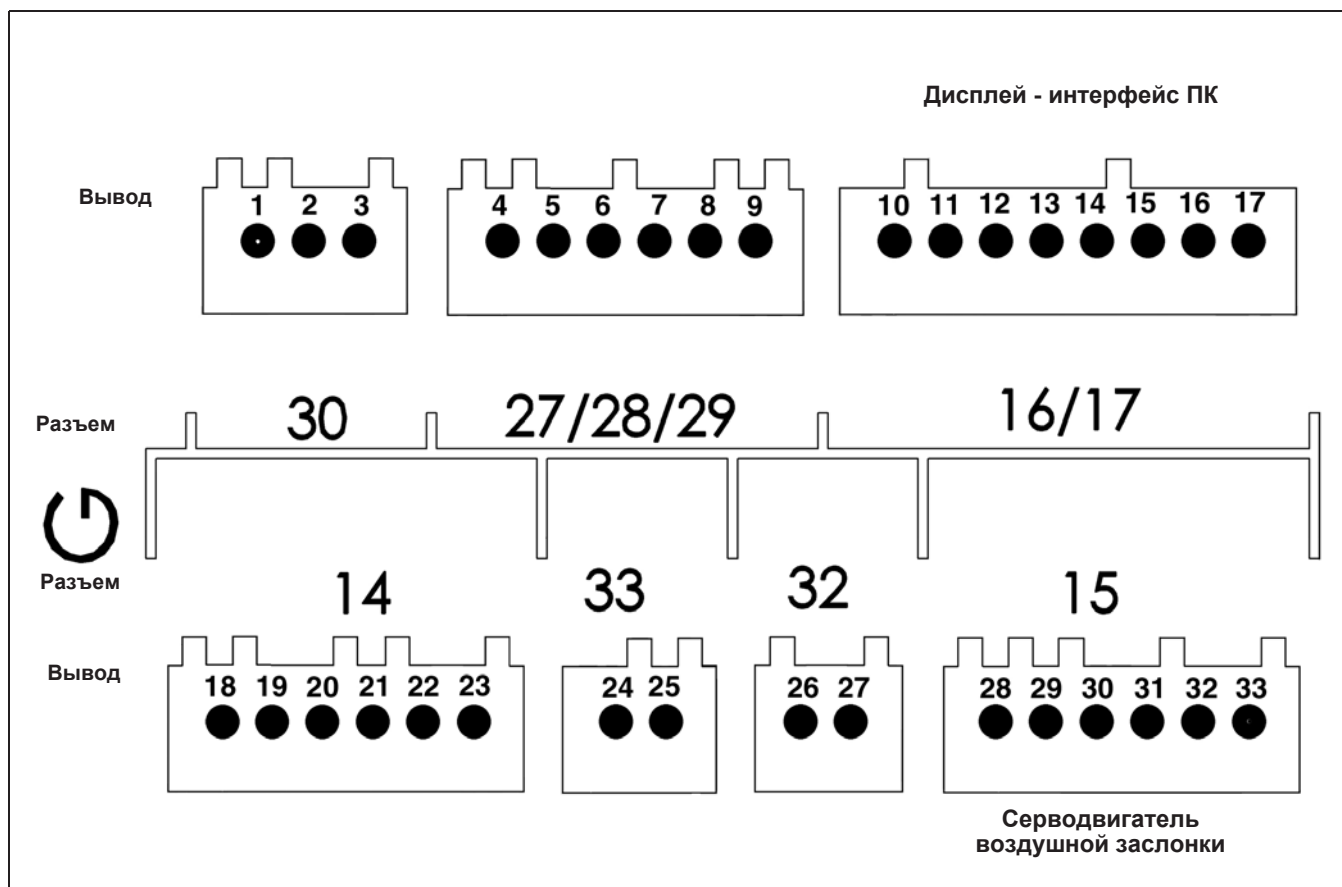 Дисплей - интерфейс ПК
Вывод
1 2 3 4 5 6 7 8 9 10 11 12 13 14 15 16 17
Разъем
30 27/28/29 16/17
Разъем
14 33 32 15
Вывод
18 19 20 21 22 23 24 25 26 27 28 29 30 31 32 33
Серводвигатель
воздушной заслонки